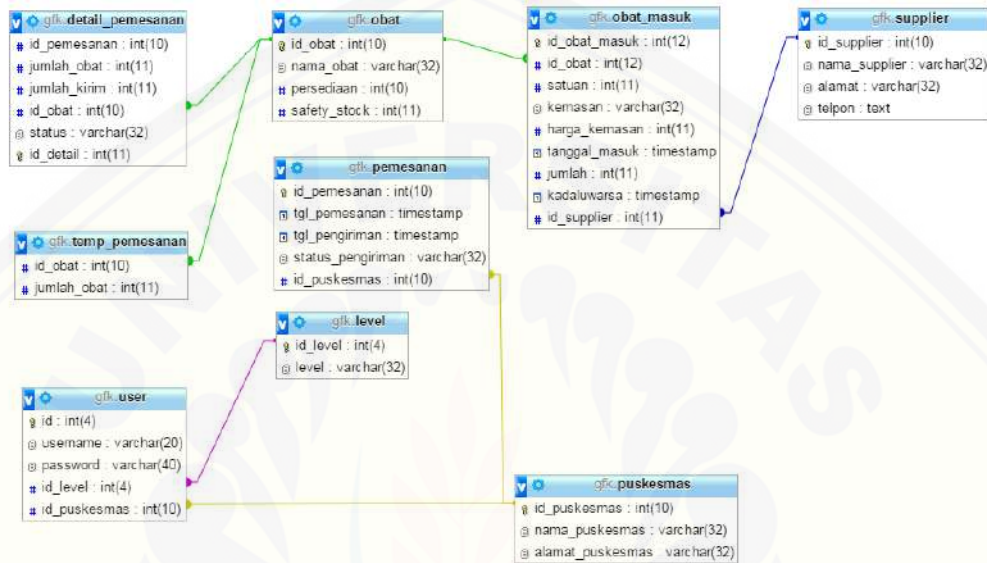 gfk.detail_pemesanan
id_pemesanan : int(10)
jumlah_obat : int(11)
jumlah_kirim : int(11)
id_obat : int(10)
status : varchar(32)
id_detail : int(11)
gfk.obat
id_obat : int(10)
nama_obat : varchar(32)
persediaan : int(10)
safety_stock : int(11)
gfk.obat_masuk
id_obat_masuk : int(12)
id_obat : int(12)
satuan : int(11)
kemasan : varchar(32)
harga_kemasan : int(11)
tanggal_masuk : timestamp
jumlah : int(11)
kadaluwarsa : timestamp
id_supplier : int(11)
gfk.supplier
id_supplier : int(10)
nama_supplier : varchar(32)
alamat : varchar(32)
telpon : text
gfk.pemesanan
id_pemesanan : int(10)
tgl_pemesanan : timestamp
tgl_pengiriman : timestamp
status_pengiriman : varchar(32)
id_puskesmas : int(10)
gfk.temp_pemesanan
id_obat : int(10)
jumlah_obat : int(11)
gfk.level
id_level : int(4)
level : varchar(32)
gfk.user
id : int(4)
username : varchar(20)
password : varchar(40)
id_level : int(4)
id_puskesmas : int(10)
gfk.puskesmas
id_puskesmas : int(10)
nama_puskesmas : varchar(32)
alamat_puskesmas : varchar(32)
UNIVERSITAS